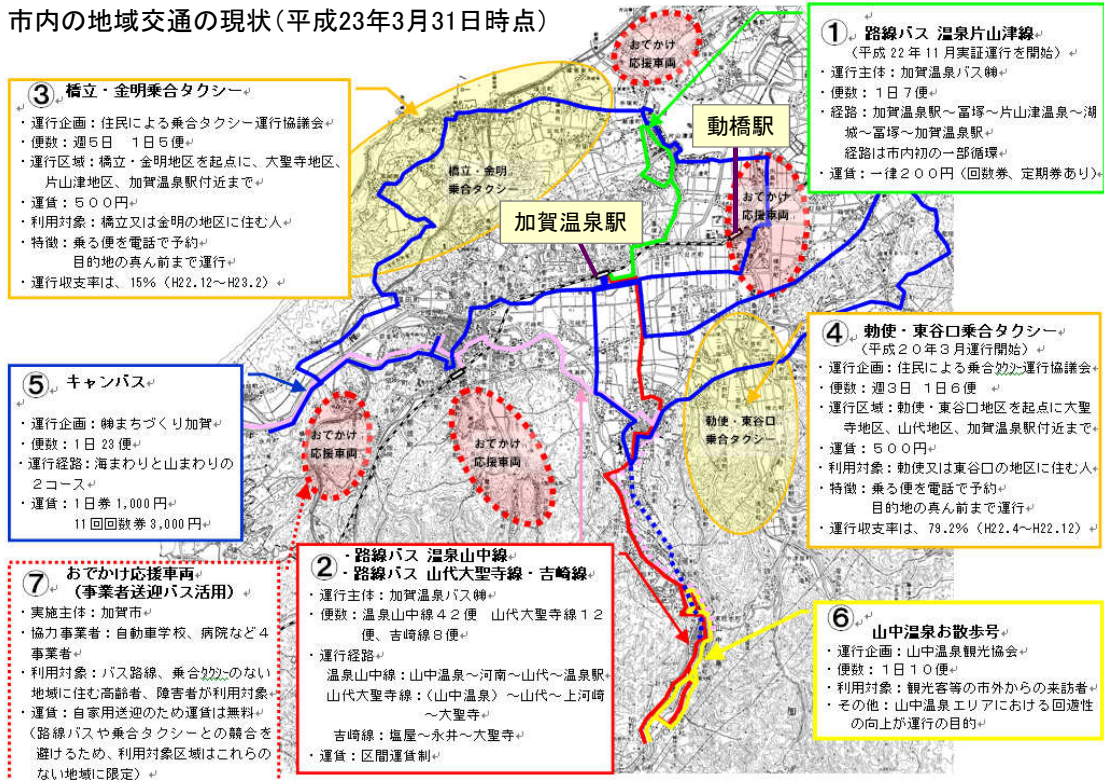 市内の地域交通の現状(平成23年3月31日時点)
① 路線バス 温泉片山津線
(平成22年11月実証運行を開始)
・運行主体:加賀温泉バス㈱
・便数:1日7便
・経路:加賀温泉駅～冨塚～片山津温泉～湖
城～冨塚～加賀温泉駅
経路は市内初の一部循環
・運賃:一律200円(回数券、定期券あり)
③ 橋立・金明乗合タクシー
・運行企画:住民による乗合タクシー運行協議会
・便数:週5日 1日5便
・運行区域:橋立・金明地区を起点に、大聖寺地区、
片山津地区、加賀温泉駅付近まで
・運賃:500円
・利用対象:橋立又は金明の地区に住む人
・特徴:乗る便を電話で予約
目的地の真ん前まで運行
・運行収支率は、15%(H22.12～H23.2)
おでかけ
応援車両
動橋駅
橋立・金明
乗合タクシー
おでかけ
応援車両
加賀温泉駅
④ 勅使・東谷口乗合タクシー
(平成20年3月運行開始)
・運行企画:住民による乗合タクシー運行協議会
・便数:週3日 1日6便
・運行区域:勅使・東谷口地区を起点に大聖
寺地区、山代地区、加賀温泉駅付近まで
・運賃:500円
・利用対象:勅使又は東谷口の地区に住む人
・特徴:乗る便を電話で予約
目的地の真ん前まで運行
・運行収支率は、79.2%(H22.4～H22.12)
⑤ キャンバス
・運行企画:㈱まちづくり加賀
・便数:1日23便
・運行経路:海まわりと山まわりの
2コース
・運賃:1日券1,000円
11回回数券3,000円
おでかけ
応援車両
おでかけ
応援車両
勅使・東谷口
乗合タクシー
⑦ おでかけ応援車両
(事業者送迎バス活用)
・実施主体:加賀市
・協力事業者:自動車学校、病院など4
事業者
・利用対象:バス路線、乗合タクシーのない
地域に住む高齢者、障害者が利用対象
・運賃:自家用送迎のため運賃は無料
(路線バスや乗合タクシーとの競合を
避けるため、利用対象区域はこれらの
ない地域に限定)
② ・路線バス 温泉山中線
・路線バス 山代大聖寺線・吉崎線
・運行主体:加賀温泉バス㈱
・便数:温泉山中線42便 山代大聖寺線12
便、吉崎線8便
・運行経路
温泉山中線:山中温泉～河南～山代～温泉駅
山代大聖寺線:(山中温泉)～山代～上河崎
～大聖寺
吉崎線:塩屋～永井～大聖寺
・運賃:区間運賃制
⑥ 山中温泉お散歩号
・運行企画:山中温泉観光協会
・便数:1日10便
・利用対象:観光客等の市外からの来訪者
・その他:山中温泉エリアにおける回遊性
の向上が運行の目的